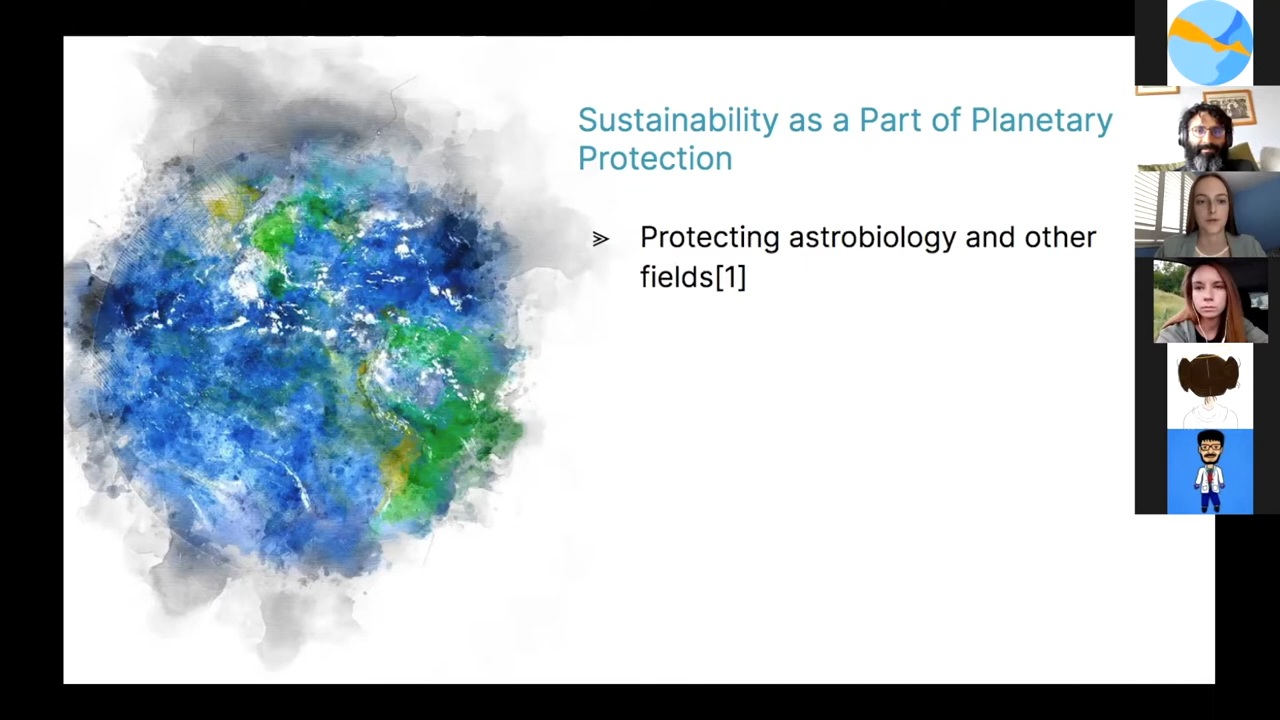 Sustainability as a Part of Planetary
Protection
⪢ Protecting astrobiology and other
fields[1]